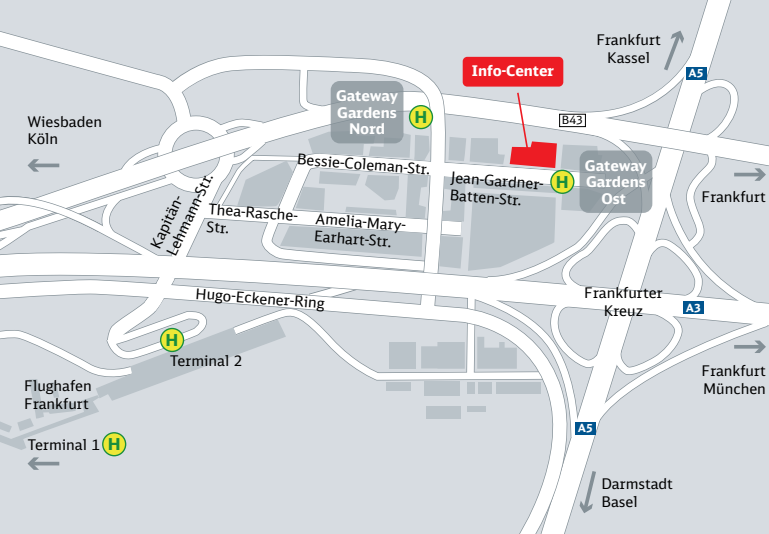 Frankfurt
Kassel
A5
Info-Center
Gateway
Gardens
Nord
H
B43
Wiesbaden
Köln
Bessie-Coleman-Str.
Jean-Gardner-
Batten-Str.
H
Gateway
Gardens
Ost
Frankfurt
Kapitän-
Lehmann-Str.
Thea-Rasche-
Str.
Amelia-Mary-
Earhart-Str.
Hugo-Eckener-Ring
Frankfurter
Kreuz
A3
H
Terminal 2
Frankfurt
München
Flughafen
Frankfurt
A5
Terminal 1 H
Darmstadt
Basel